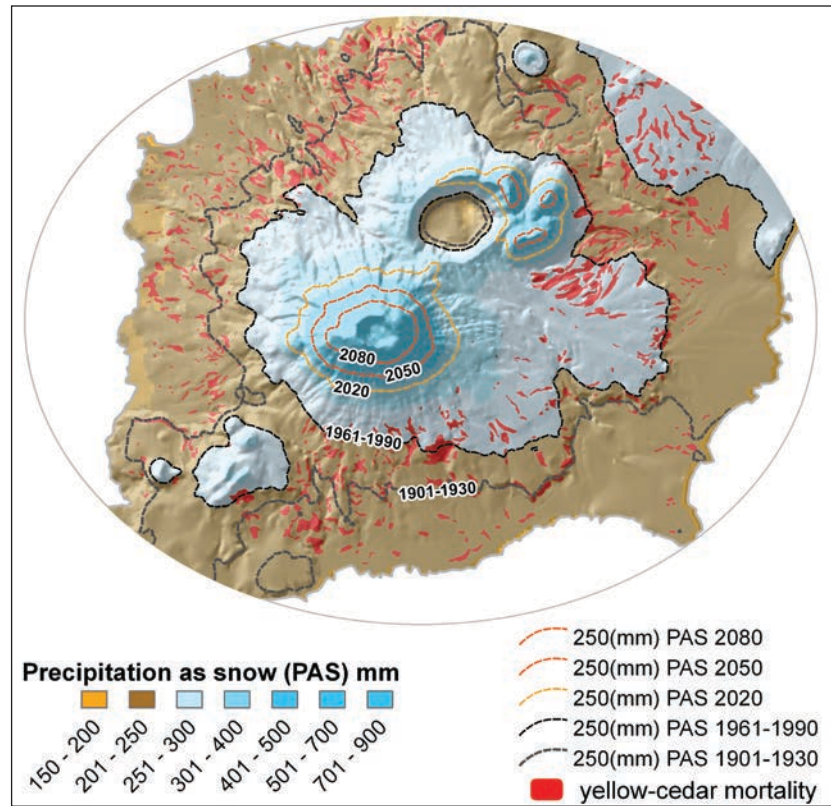 2080
2050
2020
1961-1990
1901-1930
250(mm) PAS 2080
250(mm) PAS 2050
250(mm) PAS 2020
250(mm) PAS 1961-1990
250(mm) PAS 1901-1930
yellow-cedar mortality
Precipitation as snow (PAS) mm
150 - 200
201 - 250
251 - 300
301 - 400
401 - 500
501 - 700
701 - 900